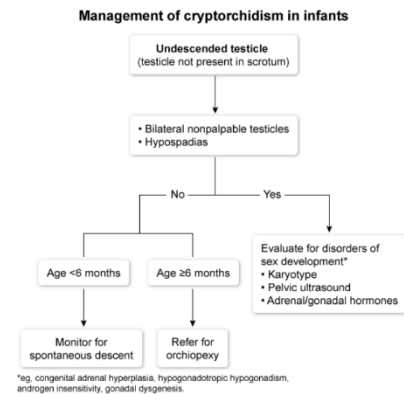 Management of cryptorchidism in infants
Undescended testicle
(testicle not present in scrotum)
• Bilateral nonpalpable testicles
• Hypospadias
No
Yes
Age <6 months
Age ≥6 months
Evaluate for disorders of
sex development*
• Karyotype
• Pelvic ultrasound
• Adrenal/gonadal hormones
Monitor for
spontaneous descent
Refer for
orchiopexy
*eg, congenital adrenal hyperplasia, hypogonadotropic hypogonadism,
androgen insensitivity, gonadal dysgenesis.